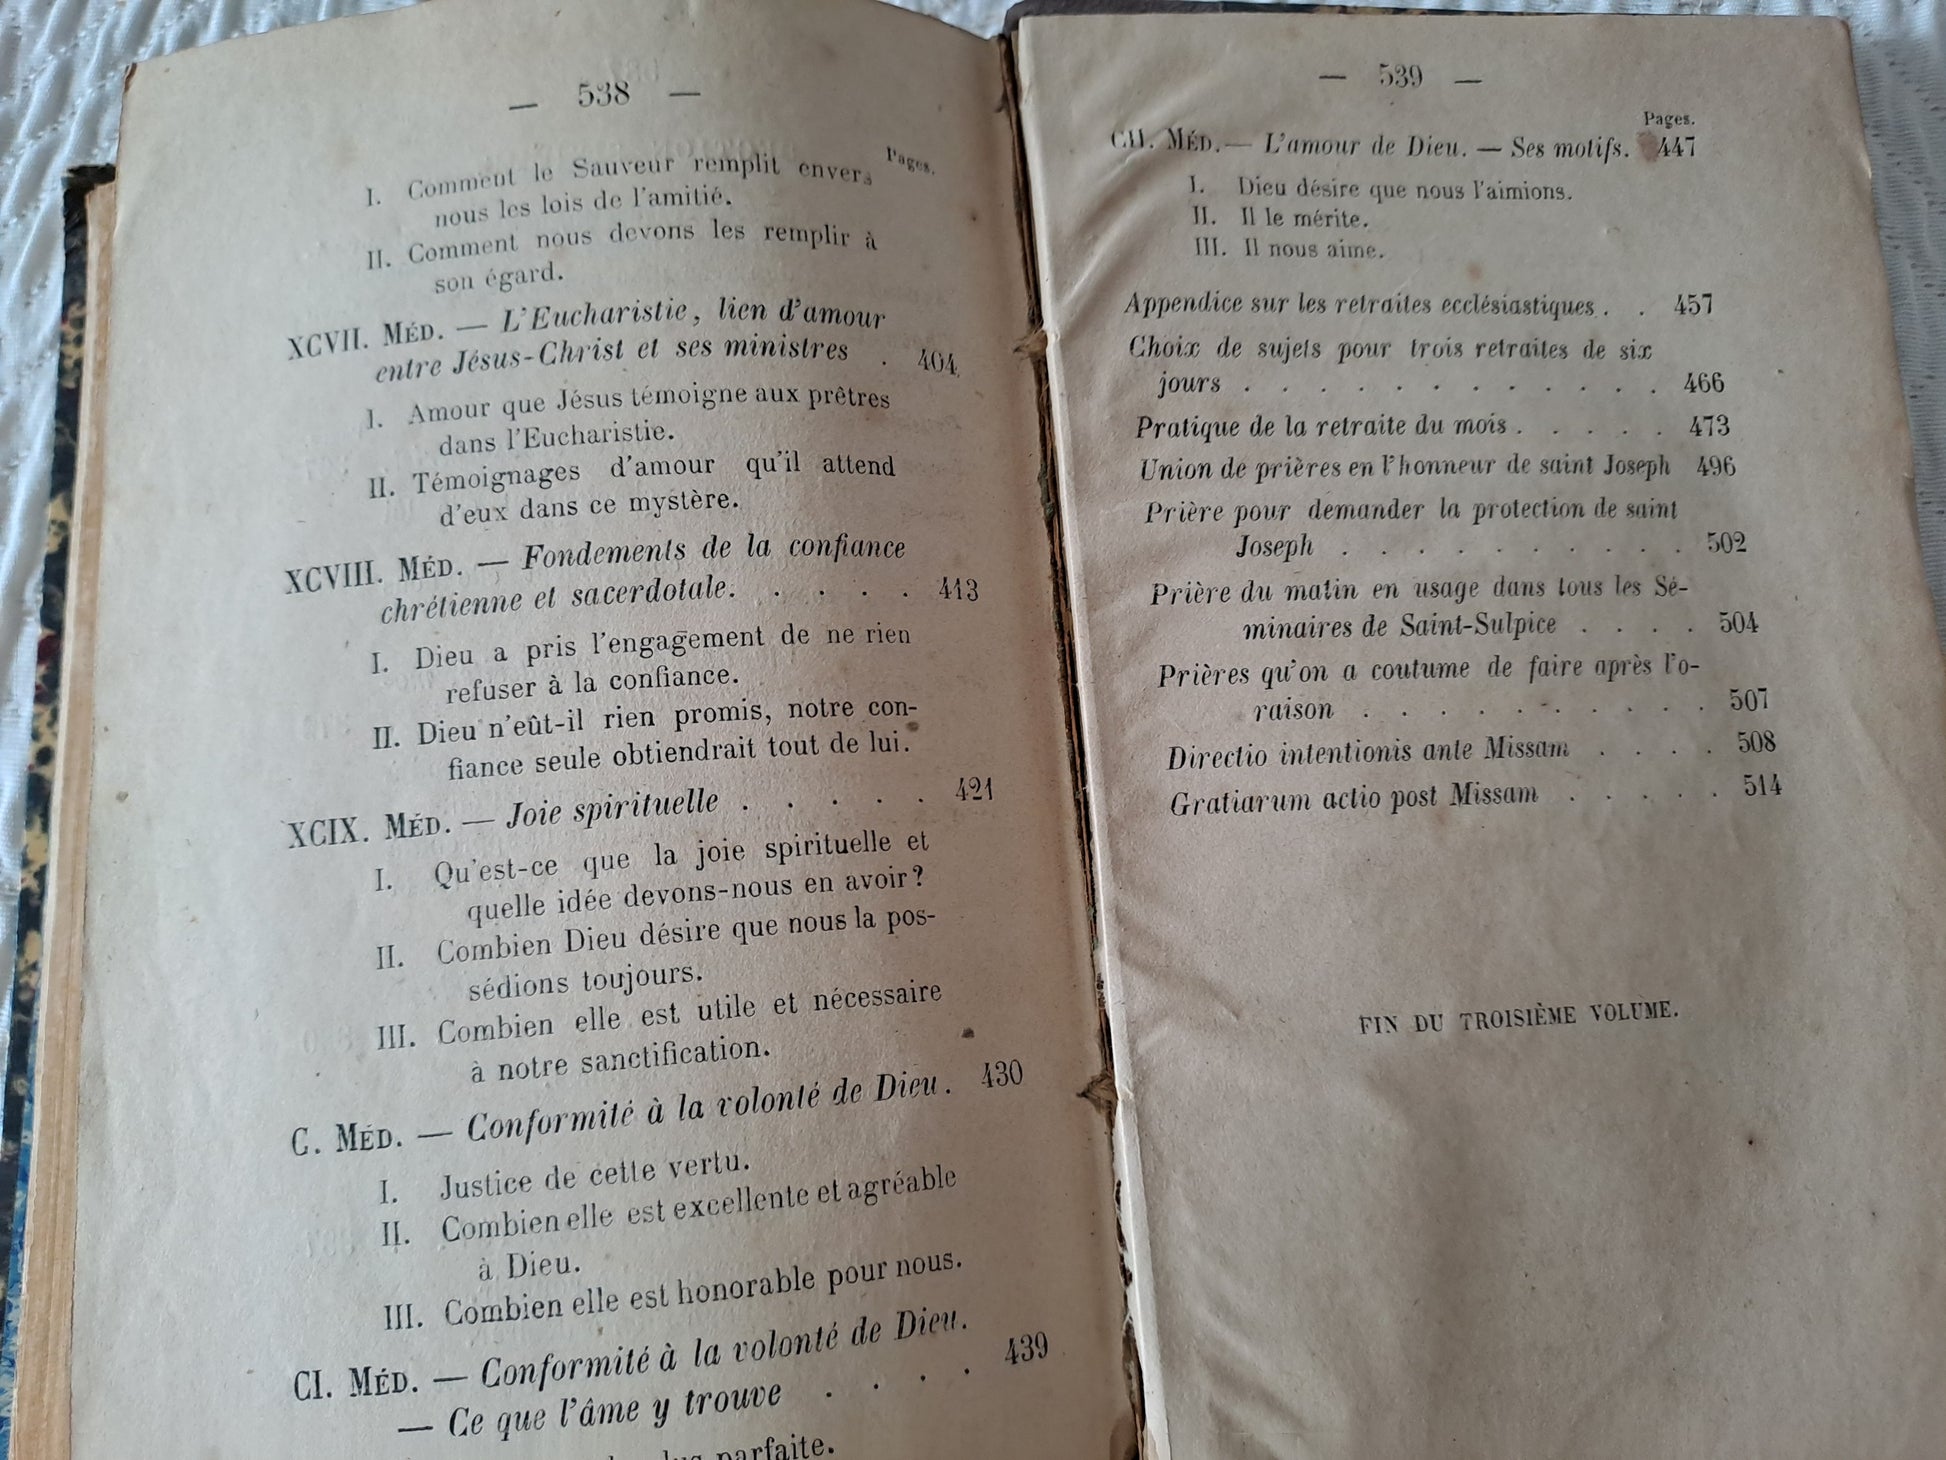 — 538 —
Pages.
I. Comment le Sauveur remplit envers
nous les lois de l'amitié.
II. Comment nous devons les remplir à
son égard.
XCVII. MÉD. — L'Eucharistie, lien d'amour
entre Jésus-Christ et ses ministres . 404
I. Amour que Jésus témoigne aux prêtres
dans l'Eucharistie.
II. Témoignages d'amour qu'il attend
d'eux dans ce mystère.
XCVIII. MÉD. — Fondements de la confiance
chrétienne et sacerdotale. . . . . 413
I. Dieu a pris l'engagement de ne rien
refuser à la confiance.
II. Dieu n'eût-il rien promis, notre con-
fiance seule obtiendrait tout de lui.
XCIX. MÉD. — Joie spirituelle . . . . . 421
I. Qu'est-ce que la joie spirituelle et
quelle idée devons-nous en avoir?
II. Combien Dieu désire que nous la pos-
sédions toujours.
III. Combien elle est utile et nécessaire
à notre sanctification.
C. MÉD. — Conformité à la volonté de Dieu. 430
I. Justice de cette vertu.
II. Combien elle est excellente et agréable
à Dieu.
III. Combien elle est honorable pour nous.
CI. MÉD. — Conformité à la volonté de Dieu.
— Ce que l'âme y trouve . . . . 439
plus parfaite.
— 539 —
Pages.
CII. MÉD. — L'amour de Dieu. — Ses motifs. 447
I. Dieu désire que nous l'aimions.
II. Il le mérite.
III. Il nous aime.
Appendice sur les retraites ecclésiastiques . . 457
Choix de sujets pour trois retraites de six
jours . . . . . . . . . . . . 466
Pratique de la retraite du mois . . . . . 473
Union de prières en l'honneur de saint Joseph 496
Prière pour demander la protection de saint
Joseph . . . . . . . . . . 502
Prière du matin en usage dans tous les Sé-
minaires de Saint-Sulpice . . . . 504
Prières qu'on a coutume de faire après l'o-
raison . . . . . . . . . . 507
Directio intentionis ante Missam . . . . 508
Gratiarum actio post Missam . . . . . 514
FIN DU TROISIÈME VOLUME.